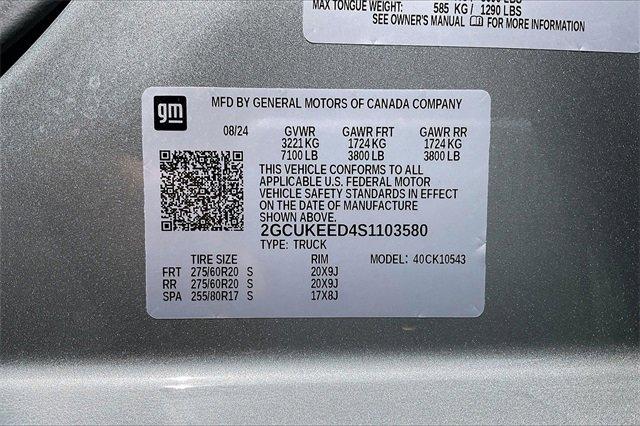 MAX TONGUE WEIGHT: 585 KG / 1290 LBS
SEE OWNER'S MANUAL FOR MORE INFORMATION
gm
MFD BY GENERAL MOTORS OF CANADA COMPANY
08/24 GVWR GAWR FRT GAWR RR
3221 KG 1724 KG 1724 KG
7100 LB 3800 LB 3800 LB
THIS VEHICLE CONFORMS TO ALL
APPLICABLE U.S. FEDERAL MOTOR
VEHICLE SAFETY STANDARDS IN EFFECT
ON THE DATE OF MANUFACTURE
SHOWN ABOVE.
2GCUKEED4S1103580
TYPE: TRUCK
TIRE SIZE RIM MODEL: 40CK10543
FRT 275/60R20 S 20X9J
RR 275/60R20 S 20X9J
SPA 255/80R17 S 17X8J